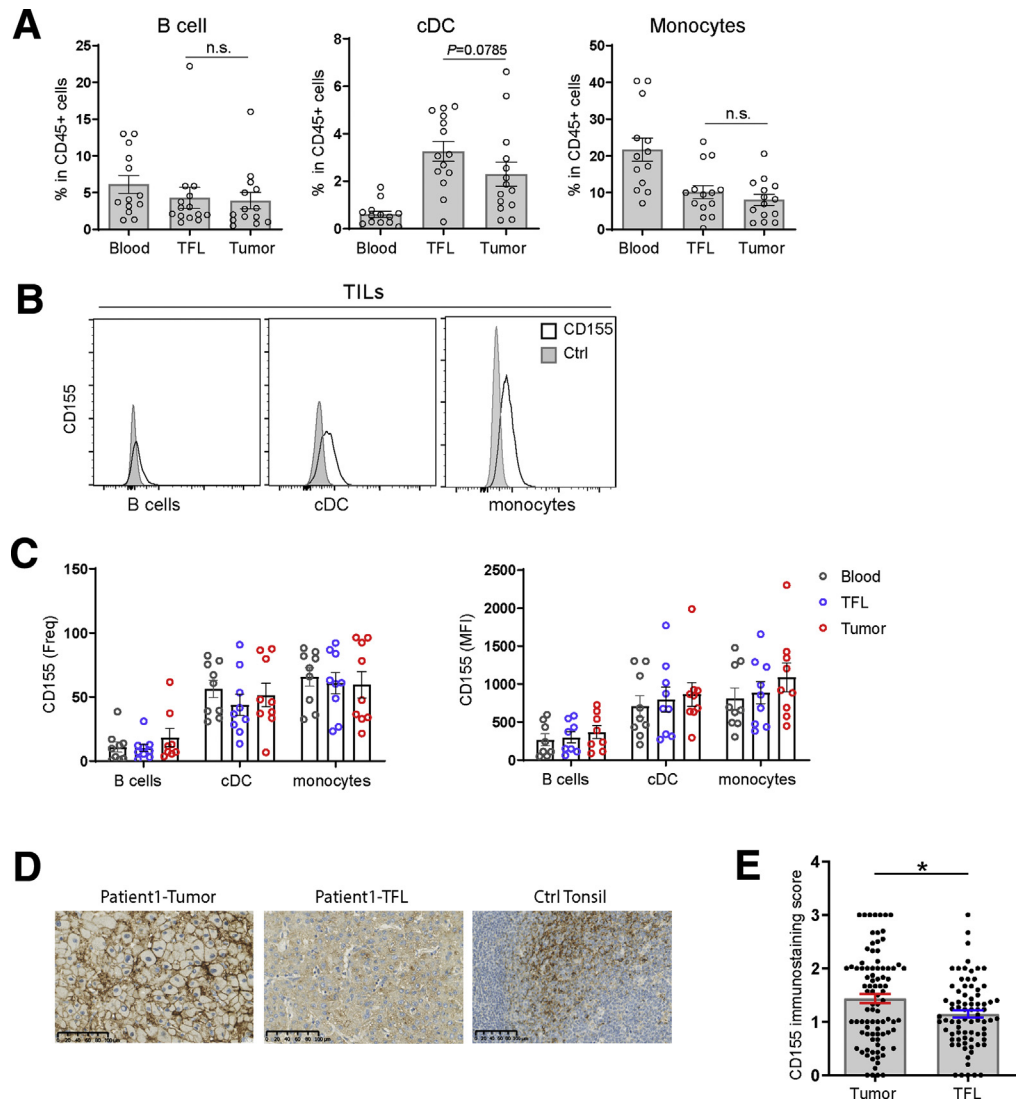 A
B cell
% in CD45+ cells
25
20
15
10
5
0
n.s.
Blood TFL Tumor
cDC
% in CD45+ cells
8
6
4
2
0
P=0.0785
Blood TFL Tumor
Monocytes
% in CD45+ cells
50
40
30
20
10
0
n.s.
Blood TFL Tumor
B
TILs
CD155
CD155
Ctrl
B cells cDC monocytes
C
CD155 (Freq)
150
100
50
0
B cells cDC monocytes
CD155 (MFI)
2500
2000
1500
1000
500
0
B cells cDC monocytes
Blood
TFL
Tumor
D
Patient1-Tumor Patient1-TFL Ctrl Tonsil
E
CD155 immunostaining score
4
3
2
1
0
*
Tumor TFL